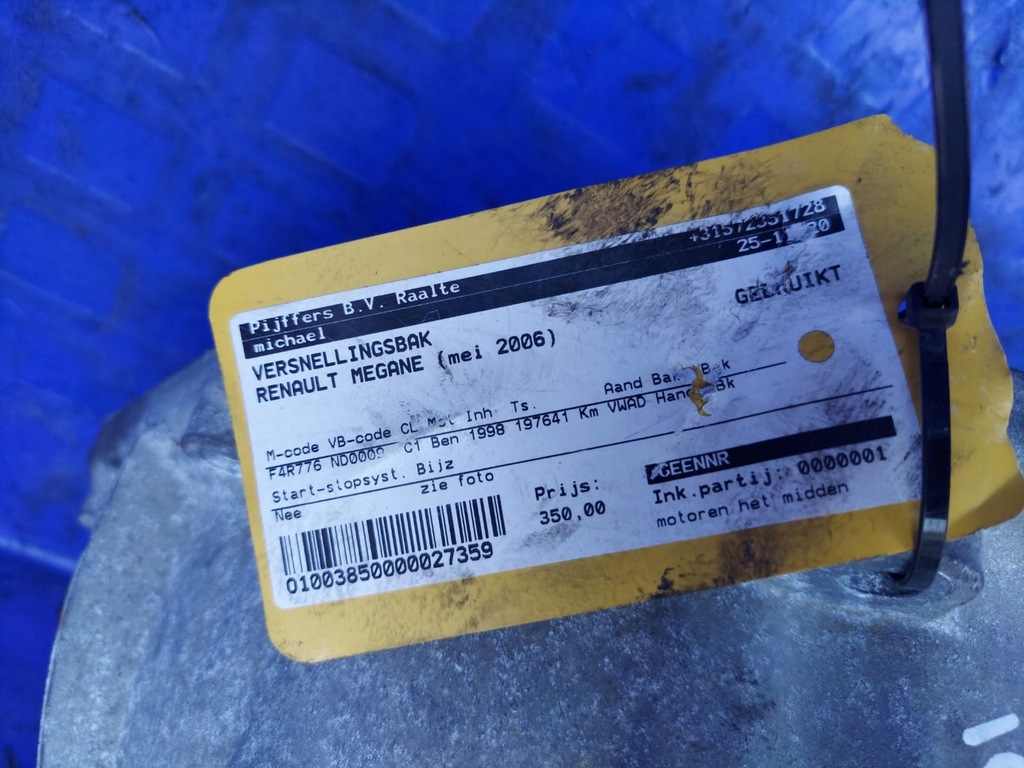 Pijffers B.V. Raalte +31572351728
michael 25-11-
VERSNELLINGSBAK GEBRUIKT
RENAULT MEGANE (mei 2006)
M-code VB-code CL Mot Inh Ts. Aand Bak
F4R776 ND0009 C1 Ben 1998 197641 Km VWAD Hand Bk
Start-stopsyst. Bijz
Nee zie foto
Prijs:
350,00
GEENNR
Ink.partij: 0000001
motoren het midden
01003850000027359